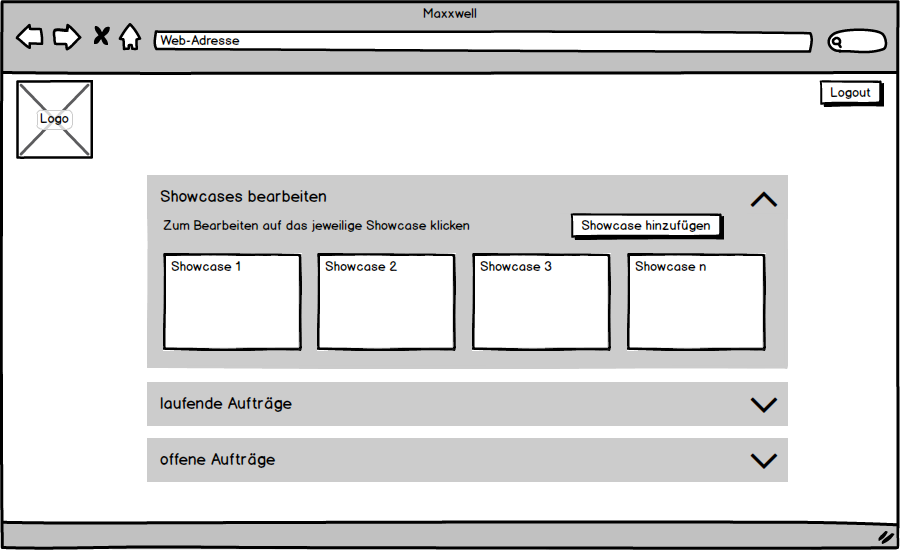 Maxxwell
Web-Adresse
Logo
Logout
Showcases bearbeiten
Zum Bearbeiten auf das jeweilige Showcase klicken
Showcase hinzufügen
Showcase 1
Showcase 2
Showcase 3
Showcase n
laufende Aufträge
offene Aufträge